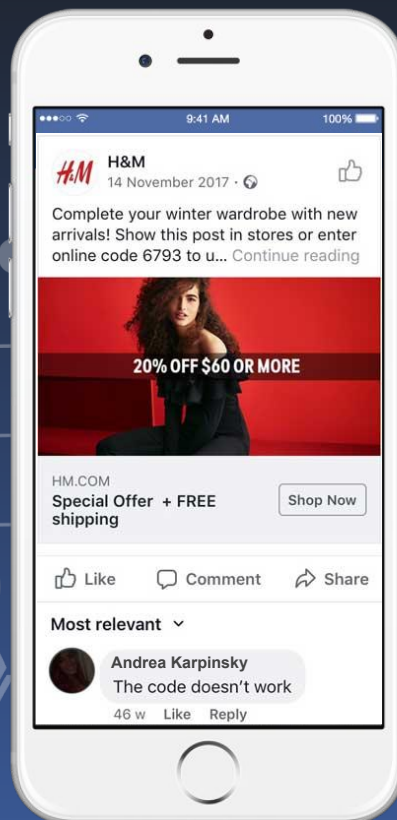 9:41 AM 100%
H&M
H&M
14 November 2017
Complete your winter wardrobe with new
arrivals! Show this post in stores or enter
online code 6793 to u... Continue reading
20% OFF $60 OR MORE
HM.COM
Special Offer + FREE
shipping
Shop Now
Like Comment Share
Most relevant
Andrea Karpinsky
The code doesn't work
46 w Like Reply